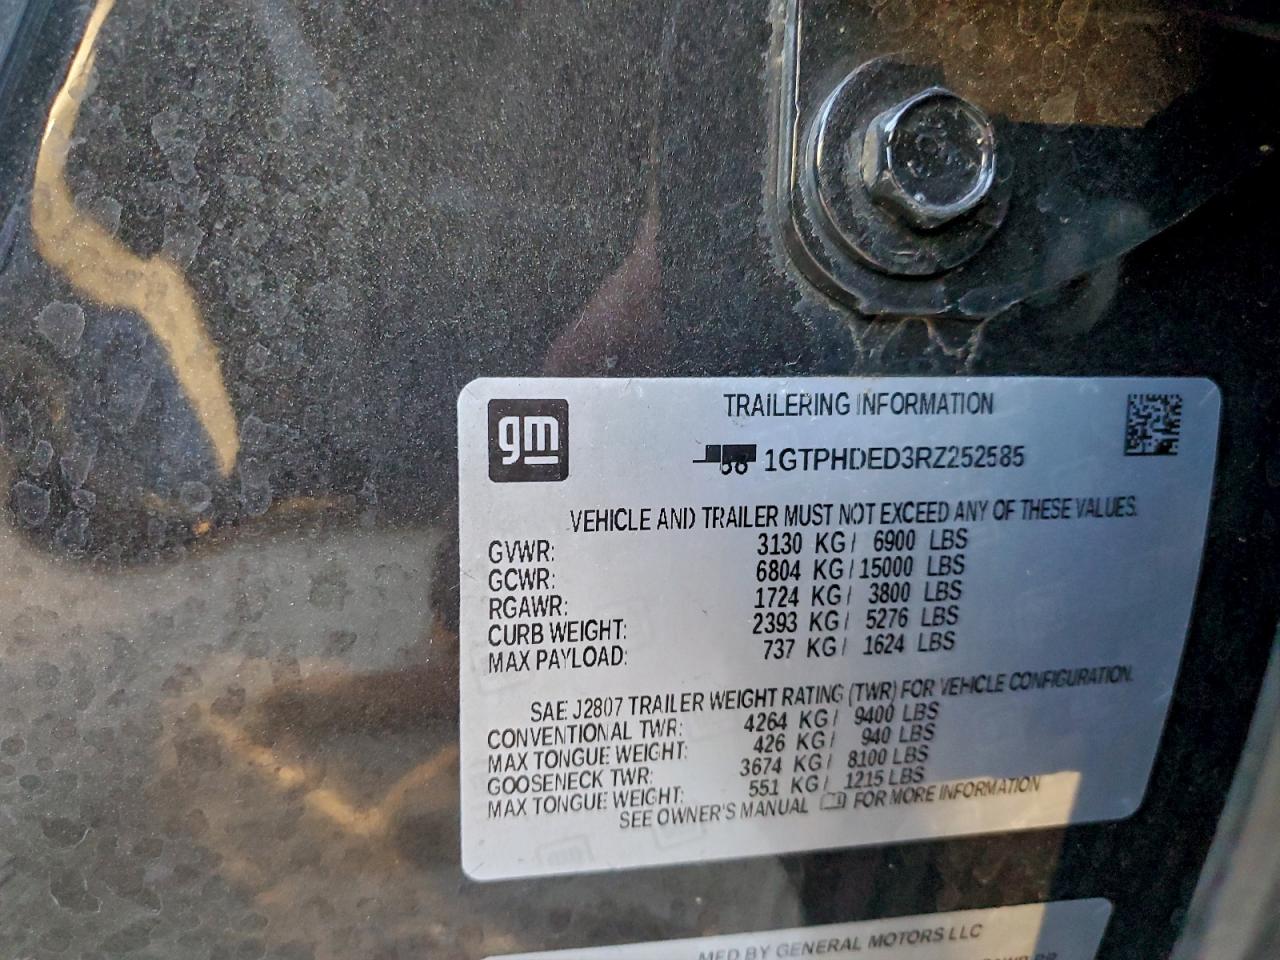 gm
TRAILERING INFORMATION
1GTPHDED3RZ252585
VEHICLE AND TRAILER MUST NOT EXCEED ANY OF THESE VALUES.
GVWR: 3130 KG/ 6900 LBS
GCWR: 6804 KG/ 15000 LBS
RGAWR: 1724 KG/ 3800 LBS
CURB WEIGHT: 2393 KG/ 5276 LBS
MAX PAYLOAD: 737 KG/ 1624 LBS
SAE J2807 TRAILER WEIGHT RATING (TWR) FOR VEHICLE CONFIGURATION.
CONVENTIONAL TWR: 4264 KG/ 9400 LBS
MAX TONGUE WEIGHT: 426 KG/ 940 LBS
GOOSENECK TWR: 3674 KG/ 8100 LBS
MAX TONGUE WEIGHT: 551 KG/ 1215 LBS
SEE OWNER'S MANUAL FOR MORE INFORMATION
MFD BY GENERAL MOTORS LLC